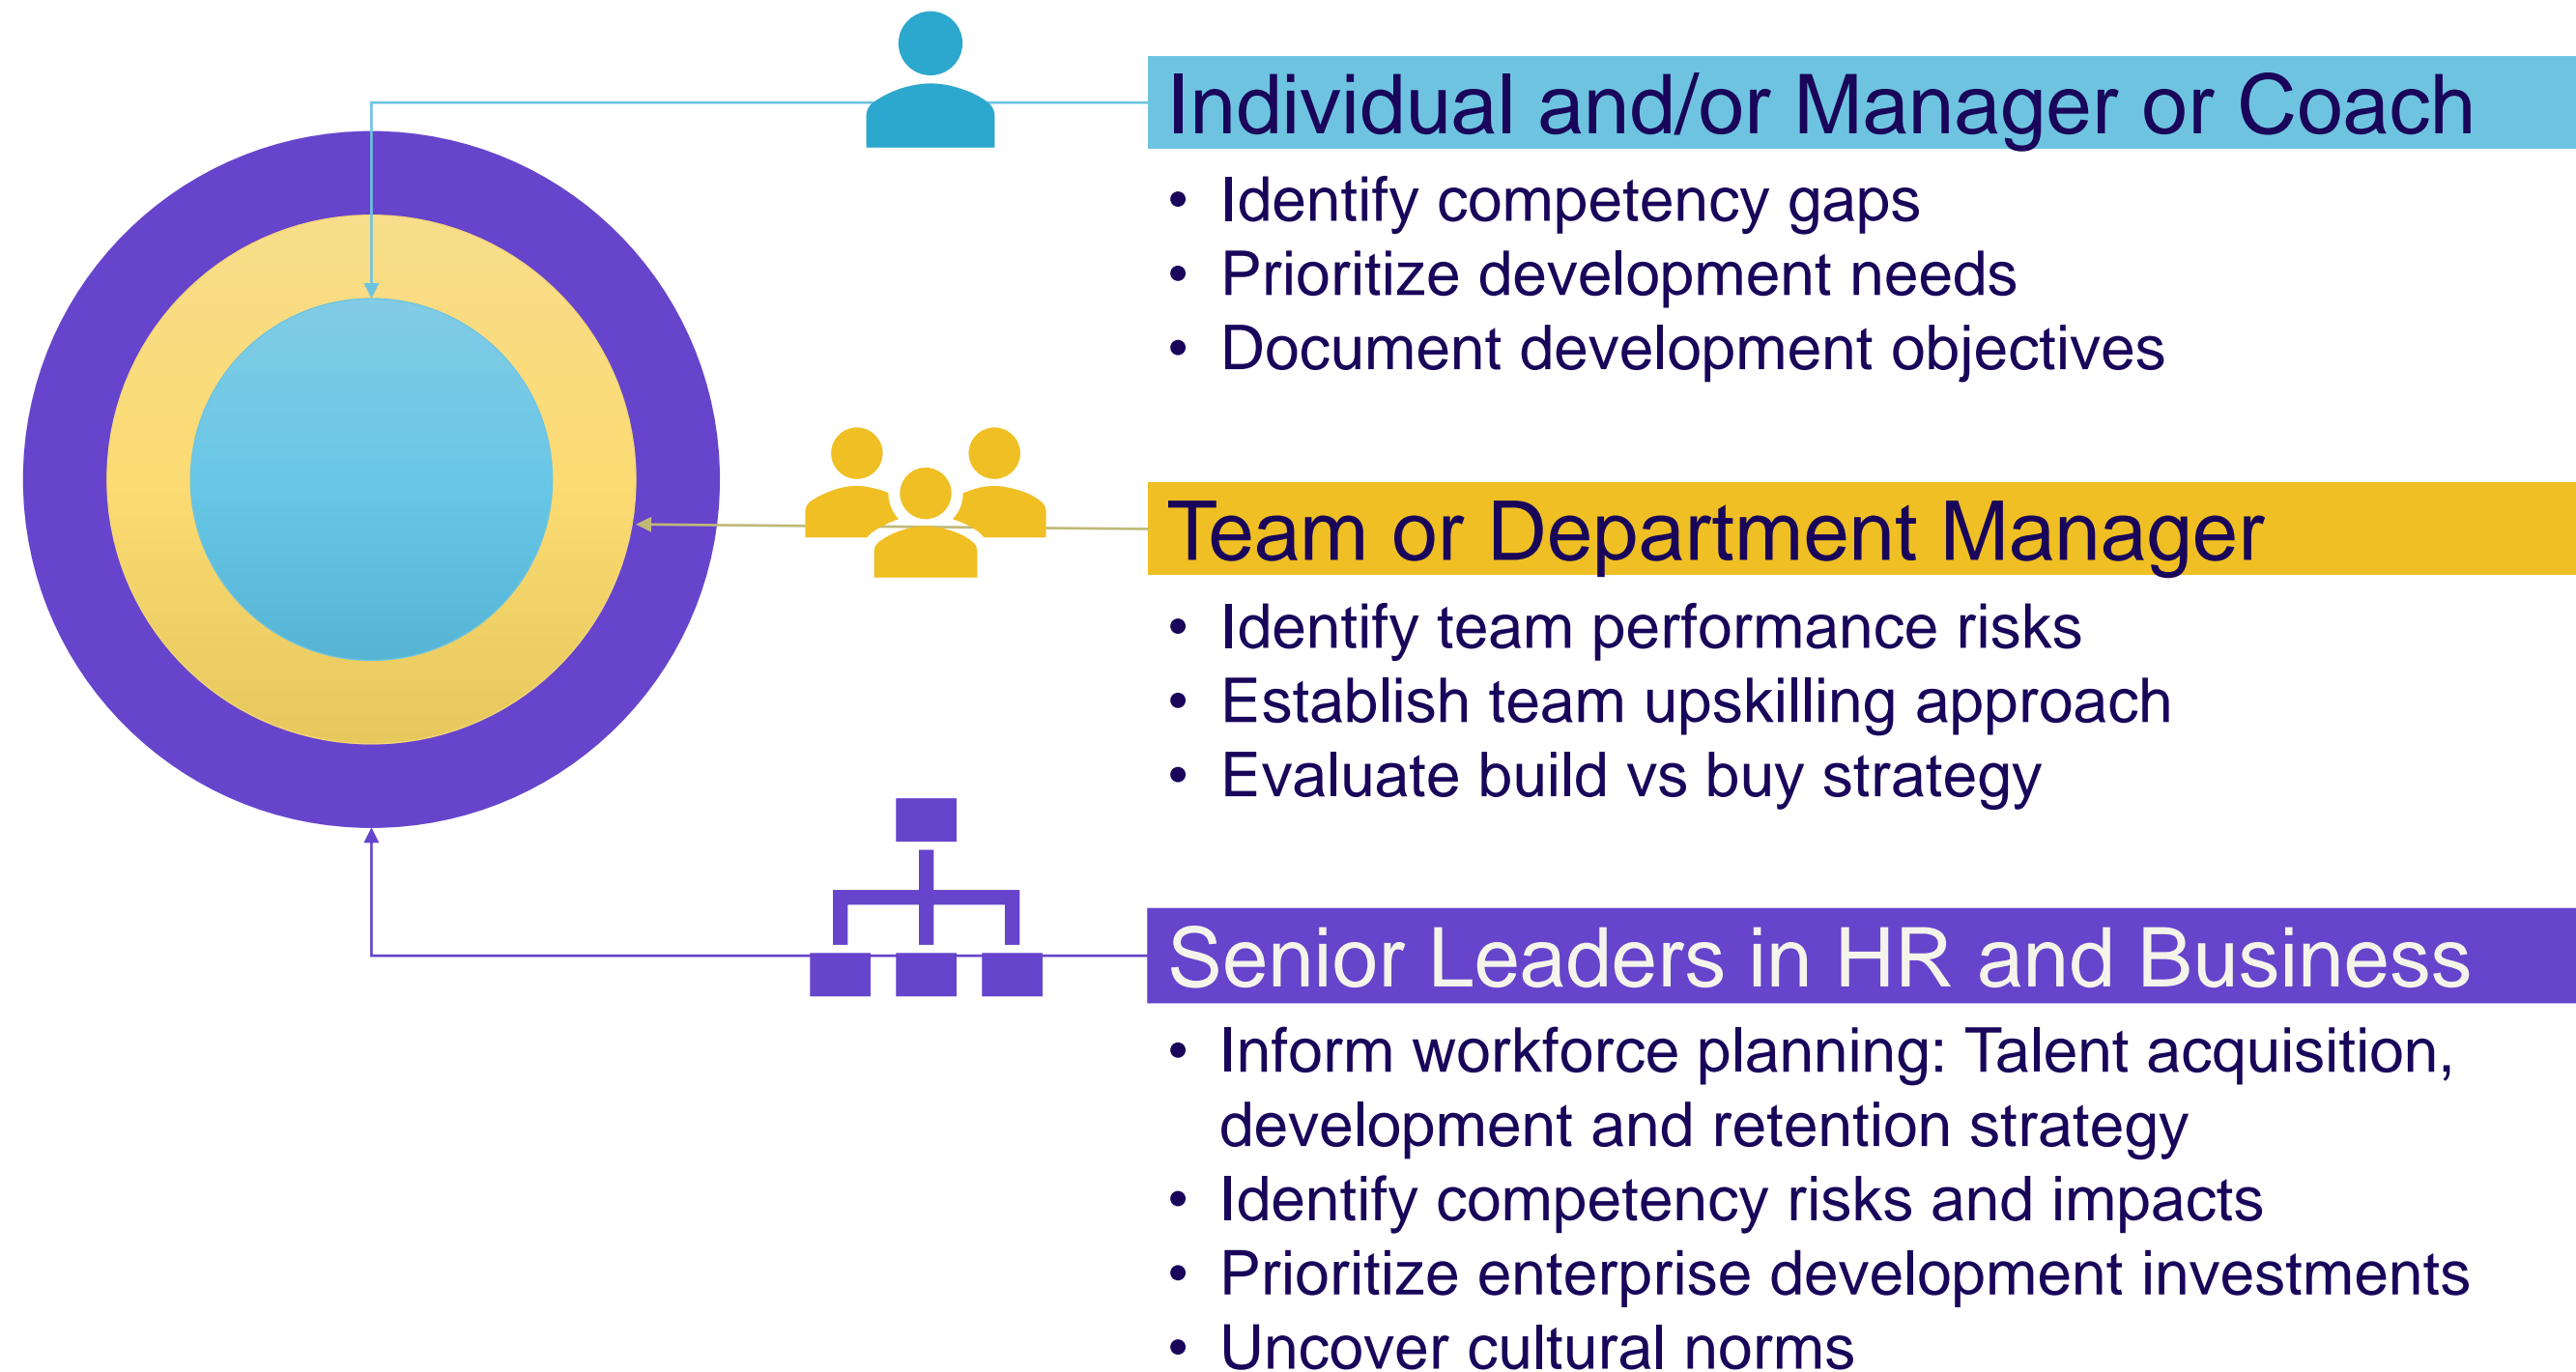 Individual and/or Manager or Coach
• Identify competency gaps
• Prioritize development needs
• Document development objectives
Team or Department Manager
• Identify team performance risks
• Establish team upskilling approach
• Evaluate build vs buy strategy
Senior Leaders in HR and Business
• Inform workforce planning: Talent acquisition,
development and retention strategy
• Identify competency risks and impacts
• Prioritize enterprise development investments
• Uncover cultural norms